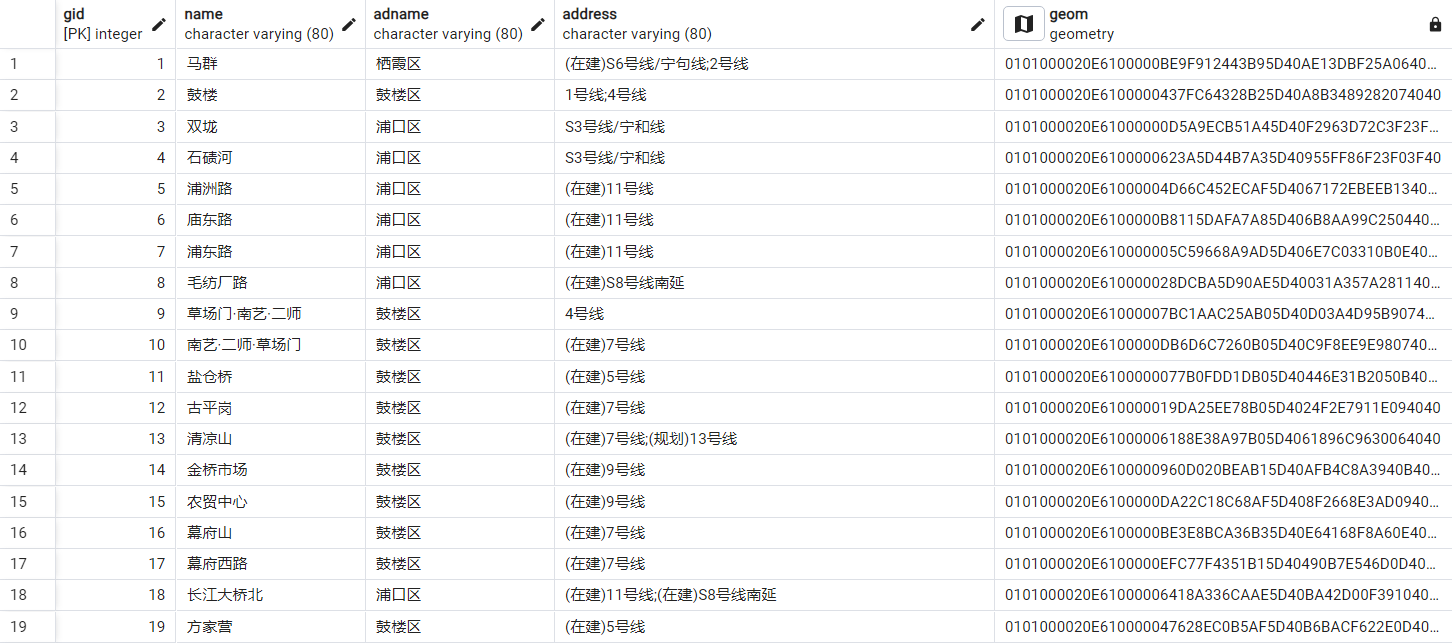 gid name adname address geom
[PK] integer character varying (80) character varying (80) character varying (80) geometry
1 1 马群 栖霞区 (在建)S6号线/宁句线;2号线 0101000020E6100000BE9F912443B95D40AE13DBF25A0640...
2 2 鼓楼 鼓楼区 1号线;4号线 0101000020E6100000437FC64328B25D40A8B3489282074040
3 3 双垅 浦口区 S3号线/宁和线 0101000020E61000000D5A9ECB51A45D40F2963D72C3F23F...
4 4 石碛河 浦口区 S3号线/宁和线 0101000020E6100000623A5D44B7A35D40955FF86F23F03F40
5 5 浦洲路 浦口区 (在建)11号线 0101000020E61000004D66C452ECAF5D4067172EBEEB1340...
6 6 庙东路 浦口区 (在建)11号线 0101000020E6100000B8115DAFA7A85D406B8AA99C250440...
7 7 浦东路 浦口区 (在建)11号线 0101000020E610000005C59668A9AD5D406E7C03310B0E40...
8 8 毛纺厂路 浦口区 (在建)S8号线南延 0101000020E610000028DCBA5D90AE5D40031A357A281140...
9 9 草场门·南艺·二师 鼓楼区 4号线 0101000020E61000007BC1AAC25AB05D40D03A4D95B9074...
10 10 南艺·二师·草场门 鼓楼区 (在建)7号线 0101000020E6100000DB6D6C7260B05D40C9F8EE9E980740...
11 11 盐仓桥 鼓楼区 (在建)5号线 0101000020E6100000077B0FDD1DB05D40446E31B2050B40...
12 12 古平岗 鼓楼区 (在建)7号线 0101000020E610000019DA25EE78B05D4024F2E7911E094040
13 13 清凉山 鼓楼区 (在建)7号线;(规划)13号线 0101000020E61000006188E38A97B05D4061896C9630064040
14 14 金桥市场 鼓楼区 (在建)9号线 0101000020E6100000960D020BEAB15D40AFB4C8A3940B40...
15 15 农贸中心 鼓楼区 (在建)9号线 0101000020E6100000DA22C18C68AF5D408F2668E3AD0940...
16 16 幕府山 鼓楼区 (在建)7号线 0101000020E6100000BE3E8BCA36B35D40E64168F8A60E40...
17 17 幕府西路 鼓楼区 (在建)7号线 0101000020E6100000EFC77F4351B15D40490B7E546D0D40...
18 18 长江大桥北 浦口区 (在建)11号线;(在建)S8号线南延 0101000020E61000006418A336CAAE5D40BA42D00F391040...
19 19 方家营 鼓楼区 (在建)5号线 0101000020E610000047628EC0B5AF5D40B6BACF622E0D40...